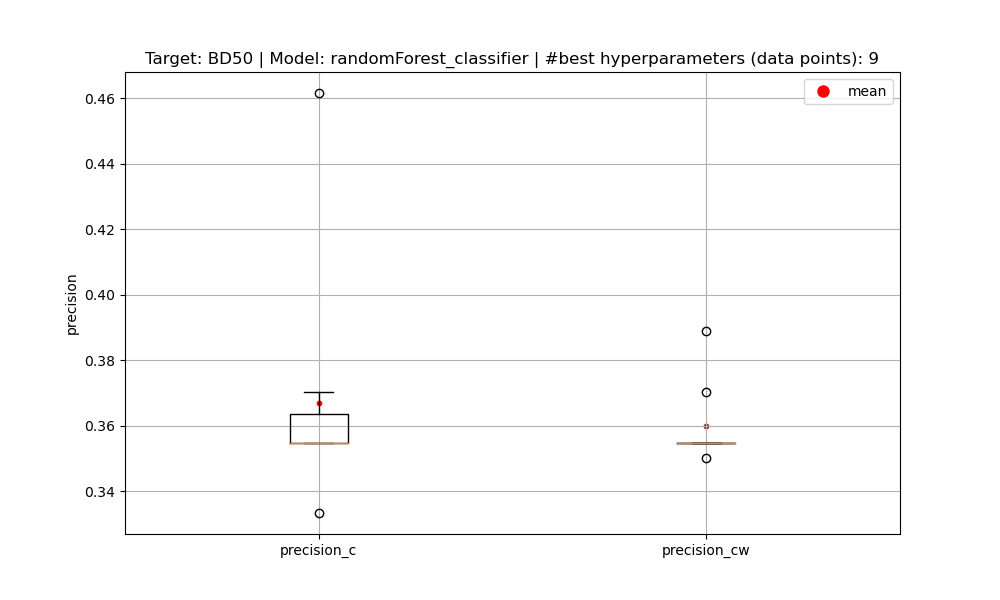 Target: BD50 | Model: randomForest_classifier | #best hyperparameters (data points): 9
mean
0.46
0.44
0.42
0.40
0.38
0.36
0.34
precision
precision_c
precision_cw